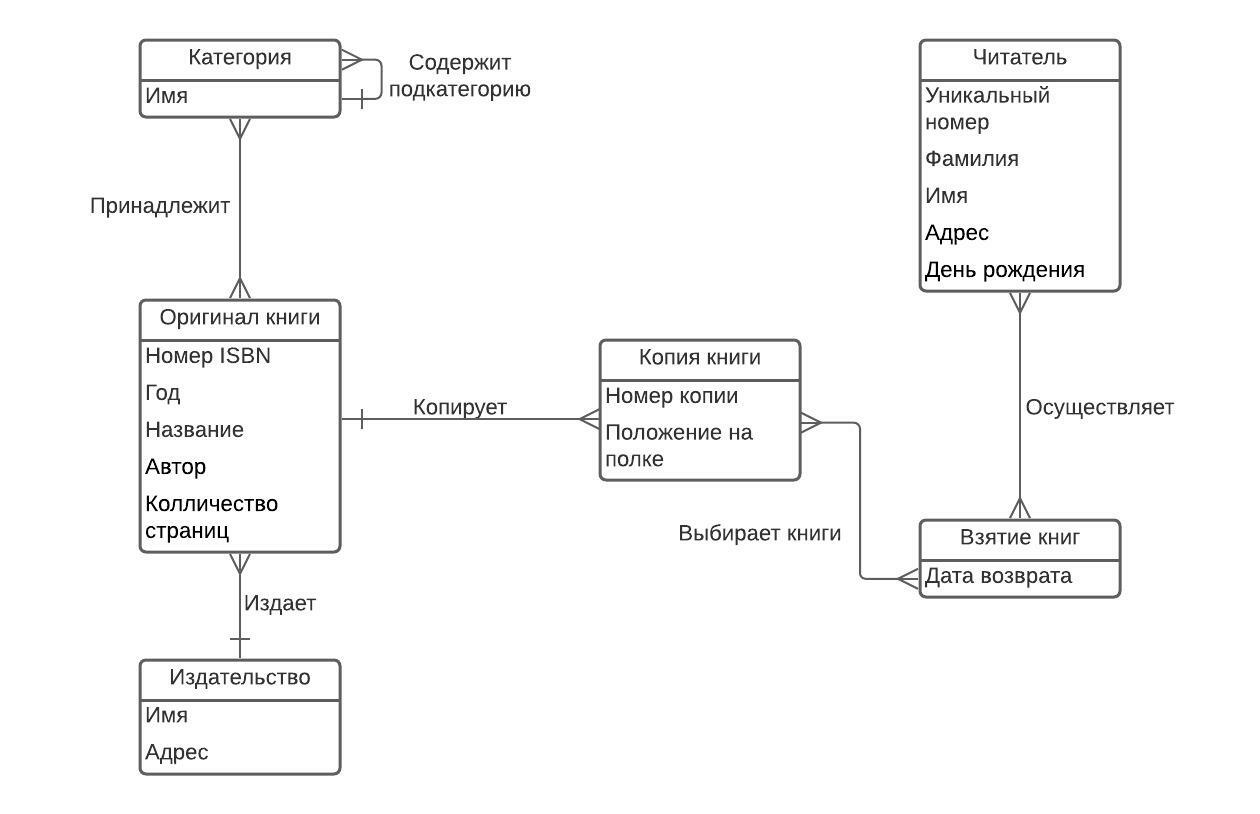 Категория
Имя
Содержит
подкатегорию
Принадлежит
Оригинал книги
Номер ISBN
Год
Название
Автор
Колличество
страниц
Издает
Издательство
Имя
Адрес
Копирует
Копия книги
Номер копии
Положение на
полке
Выбирает книги
Читатель
Уникальный
номер
Фамилия
Имя
Адрес
День рождения
Осуществляет
Взятие книг
Дата возврата